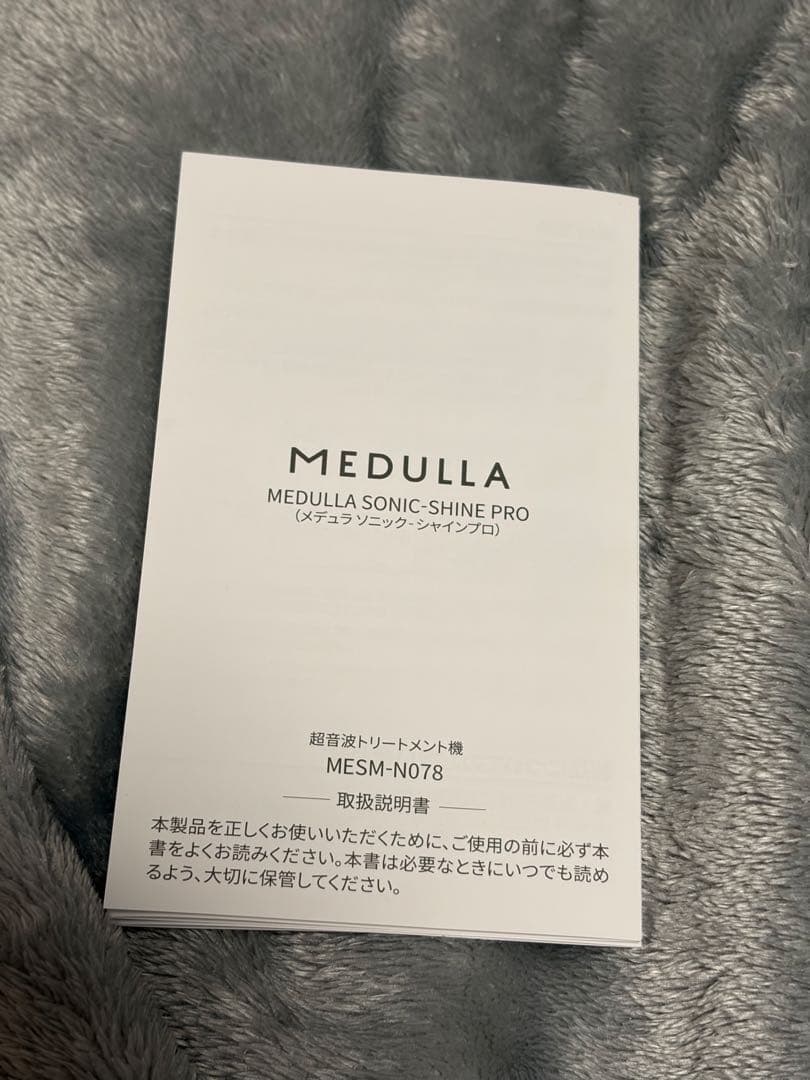 MEDULLA
MEDULLA SONIC-SHINE PRO
(メデュラ ソニック-シャインプロ)
超音波トリートメント機
MESM-N078
取扱説明書
本製品を正しくお使いいただくために、ご使用の前に必ず本
書をよくお読みください。本書は必要なときにいつでも読め
るよう、大切に保管してください。